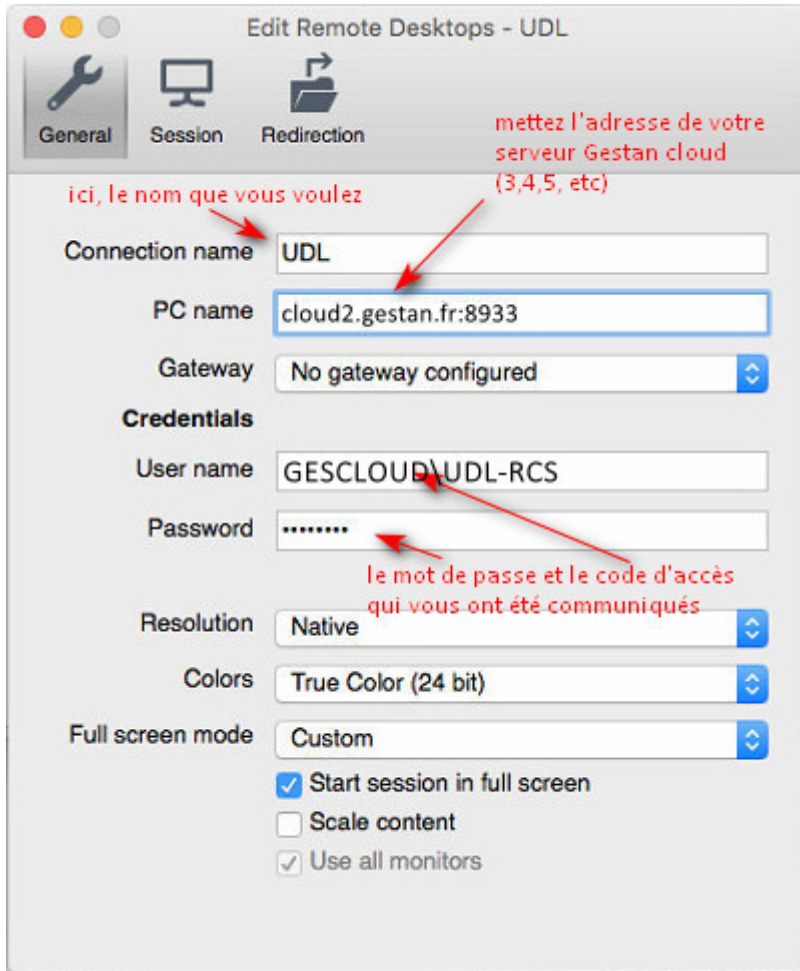 Edit Remote Desktops - UDL
General
Session
Redirection
mettez l'adresse de votre
serveur Gestan cloud
(3,4,5, etc)
ici, le nom que vous voulez
Connection name
UDL
PC name
cloud2.gestan.fr:8933
Gateway
No gateway configured
Credentials
User name
GESCLOUD\UDL-RCS
Password
••••••••
le mot de passe et le code d'accès
qui vous ont été communiqués
Resolution
Native
Colors
True Color (24 bit)
Full screen mode
Custom
Start session in full screen
Scale content
Use all monitors